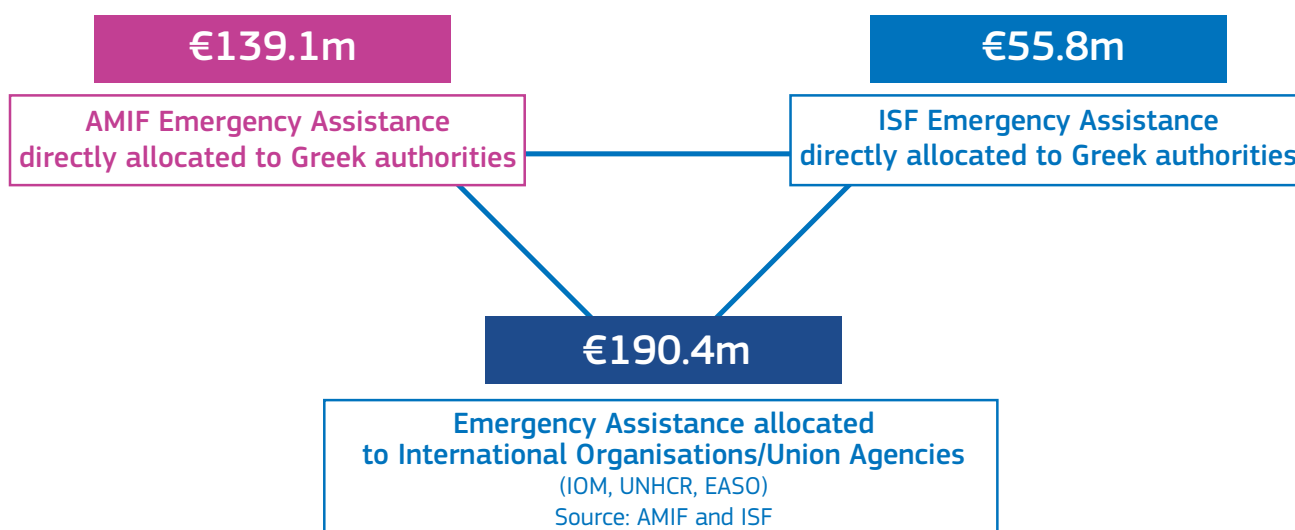 €139.1m
AMIF Emergency Assistance
directly allocated to Greek authorities
€55.8m
ISF Emergency Assistance
directly allocated to Greek authorities
€190.4m
Emergency Assistance allocated
to International Organisations/Union Agencies
(IOM, UNHCR, EASO)
Source: AMIF and ISF